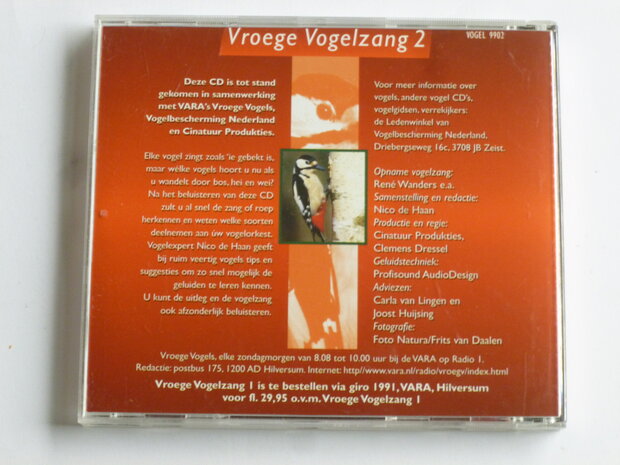 Vroege Vogelzang 2
VOGEL 9902
Deze CD is tot stand
gekomen in samenwerking
met VARA's Vroege Vogels,
Vogelbescherming Nederland
en Cinatuur Produkties.
Elke vogel zingt zoals 'ie gebekt is,
maar wèlke vogels hoort u nu als
u wandelt door bos, hei en wei?
Na het beluisteren van deze CD
zult u al snel de zang of roep
herkennen en weten welke soorten
deelnemen aan úw vogelorkest.
Vogelexpert Nico de Haan geeft
bij ruim veertig vogels tips en
suggesties om zo snel mogelijk de
geluiden te leren kennen.
U kunt de uitleg en de vogelzang
ook afzonderlijk beluisteren.
Voor meer informatie over
vogels, andere vogel CD's,
vogelgidsen, verrekijkers:
de Ledenwinkel van
Vogelbescherming Nederland,
Driebergseweg 16c, 3708 JB Zeist.
Opname vogelzang:
René Wanders e.a.
Samenstelling en redactie:
Nico de Haan
Productie en regie:
Cinatuur Produkties,
Clemens Dressel
Geluidstechniek:
Profisound AudioDesign
Adviezen:
Carla van Lingen en
Joost Huijsing
Fotografie:
Foto Natura/Frits van Daalen
Vroege Vogels, elke zondagmorgen van 8.08 tot 10.00 uur bij de VARA op Radio 1.
Redactie: postbus 175, 1200 AD Hilversum. Internet: http//www.vara.nl/radio/vroegv/index.html
Vroege Vogelzang 1 is te bestellen via giro 1991, VARA, Hilversum
voor fl. 29,95 o.v.m. Vroege Vogelzang 1